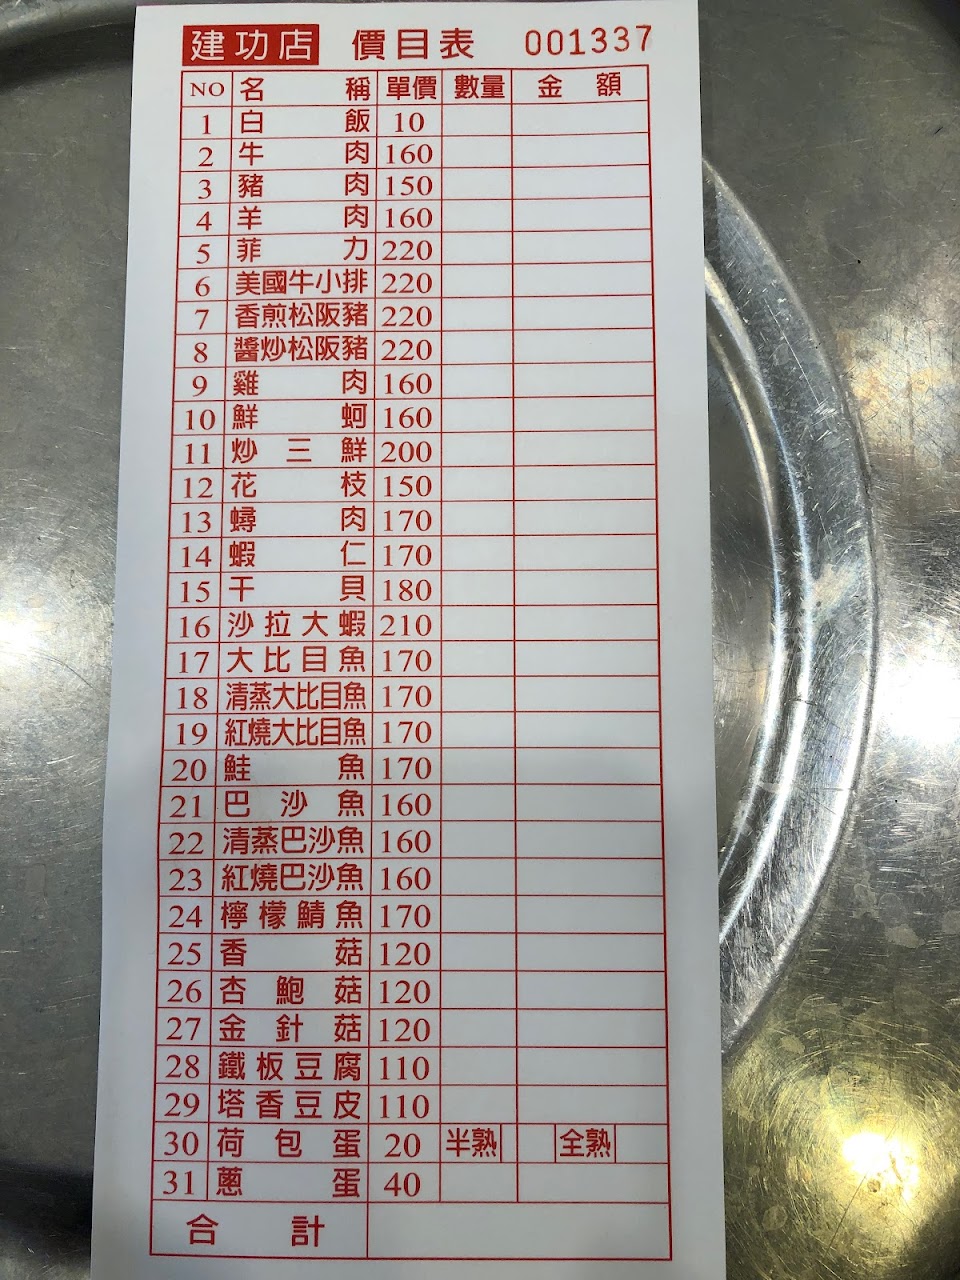 建功店 價目表 001337
NO 名稱 單價 數量 金額
1 白飯 10
2 牛肉 160
3 豬肉 150
4 羊肉 160
5 菲力 220
6 美國牛小排 220
7 香煎松阪豬 220
8 醬炒松阪豬 220
9 雞肉 160
10 鮮蚵 160
11 炒三鮮 200
12 花枝 150
13 蟳肉 170
14 蝦仁 170
15 干貝 180
16 沙拉大蝦 210
17 大比目魚 170
18 清蒸大比目魚 170
19 紅燒大比目魚 170
20 鮭魚 170
21 巴沙魚 160
22 清蒸巴沙魚 160
23 紅燒巴沙魚 160
24 檸檬鯖魚 170
25 香菇 120
26 杏鮑菇 120
27 金針菇 120
28 鐵板豆腐 110
29 塔香豆皮 110
30 荷包蛋 20 半熟 全熟
31 蔥蛋 40
合計